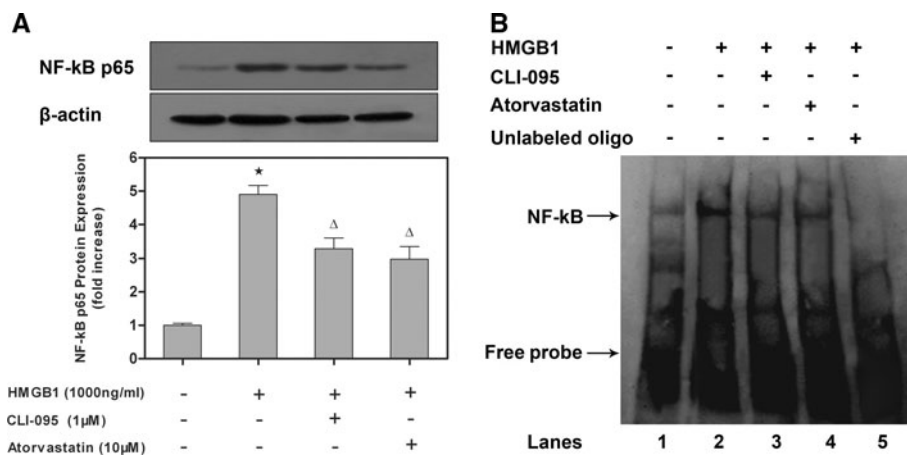 A
NF-kB p65
β-actin
NF-kB p65 Protein Expression
(fold increase)
6
5
4
3
2
1
0
★
Δ
Δ
HMGB1 (1000ng/ml) - + + +
CLI-095 (1μM) - - + -
Atorvastatin (10μM) - - - +
B
HMGB1 - + + + +
CLI-095 - - + - -
Atorvastatin - - - + -
Unlabeled oligo - - - - +
NF-kB
Free probe
Lanes 1 2 3 4 5